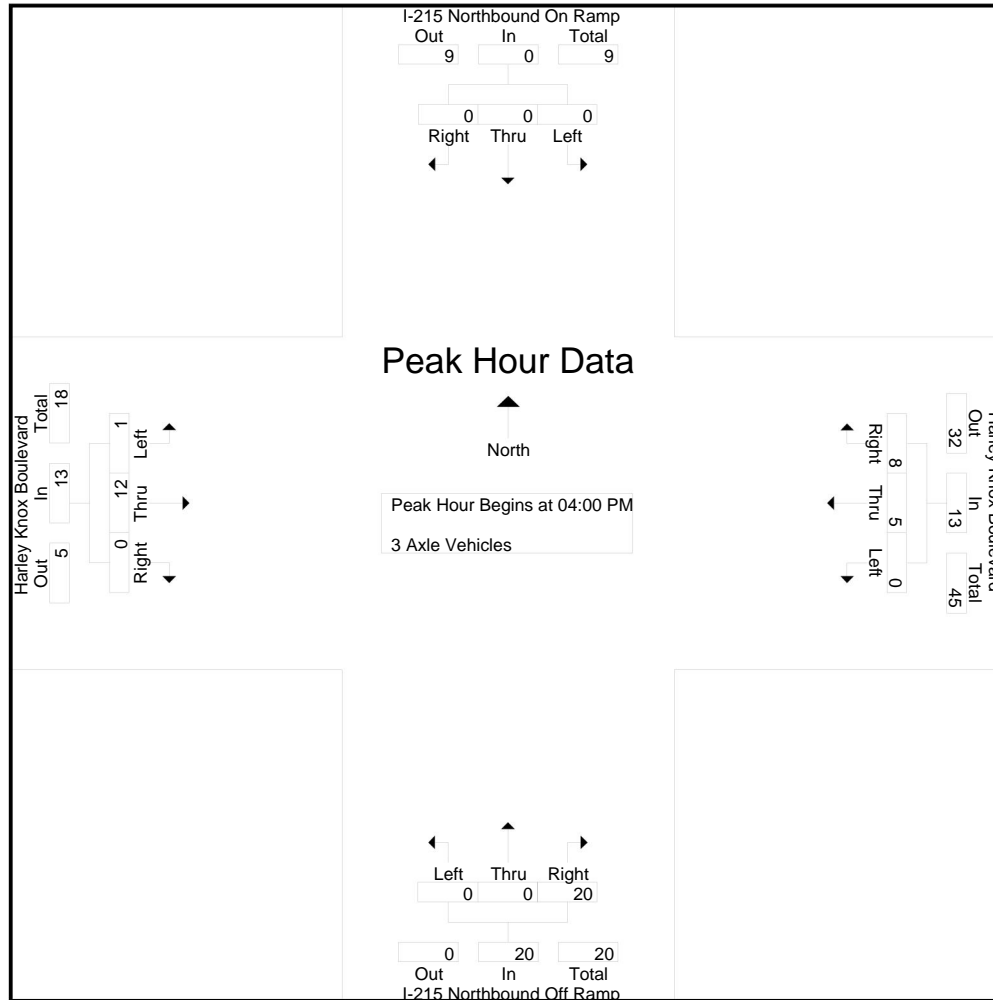 I-215 Northbound On Ramp
Out In Total
9 0 9
0 0 0
Right Thru Left
Peak Hour Data
North
Peak Hour Begins at 04:00 PM
3 Axle Vehicles
Harley Knox Boulevard
Out In Total
5 13 18
Left Thru Right
1 12 0
Right Thru Left
8 5 0
Out In Total
32 13 45
Harley Knox Boulevard
Left Thru Right
0 0 20
0 20 20
Out In Total
I-215 Northbound Off Ramp